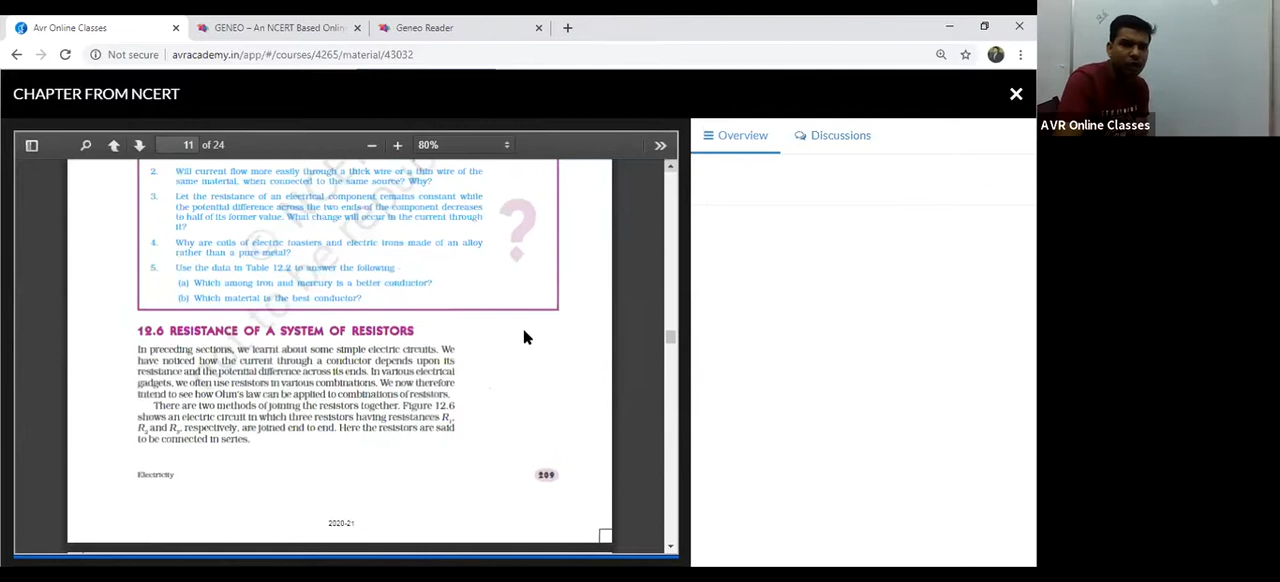 Avr Online Classes
GENEO – An NCERT Based Onlin
Geneo Reader
Not secure
avracademy.in/app/#/courses/4265/material/43032
CHAPTER FROM NCERT
11 of 24
80%
Overview
Discussions
AVR Online Classes
2. Will current flow more easily through a thick wire or a thin wire of the
same material, when connected to the same source? Why?
3. Let the resistance of an electrical component remains constant while
the potential difference across the two ends of the component decreases
to half of its former value. What change will occur in the current through
it?
4. Why are coils of electric toasters and electric irons made of an alloy
rather than a pure metal?
5. Use the data in Table 12.2 to answer the following –
(a) Which among iron and mercury is a better conductor?
(b) Which material is the best conductor?
?
12.6 RESISTANCE OF A SYSTEM OF RESISTORS
In preceding sections, we learnt about some simple electric circuits. We
have noticed how the current through a conductor depends upon its
resistance and the potential difference across its ends. In various electrical
gadgets, we often use resistors in various combinations. We now therefore
intend to see how Ohm's law can be applied to combinations of resistors.
There are two methods of joining the resistors together. Figure 12.6
shows an electric circuit in which three resistors having resistances R1,
R2 and R3, respectively, are joined end to end. Here the resistors are said
to be connected in series.
Electricity
209
2020-21